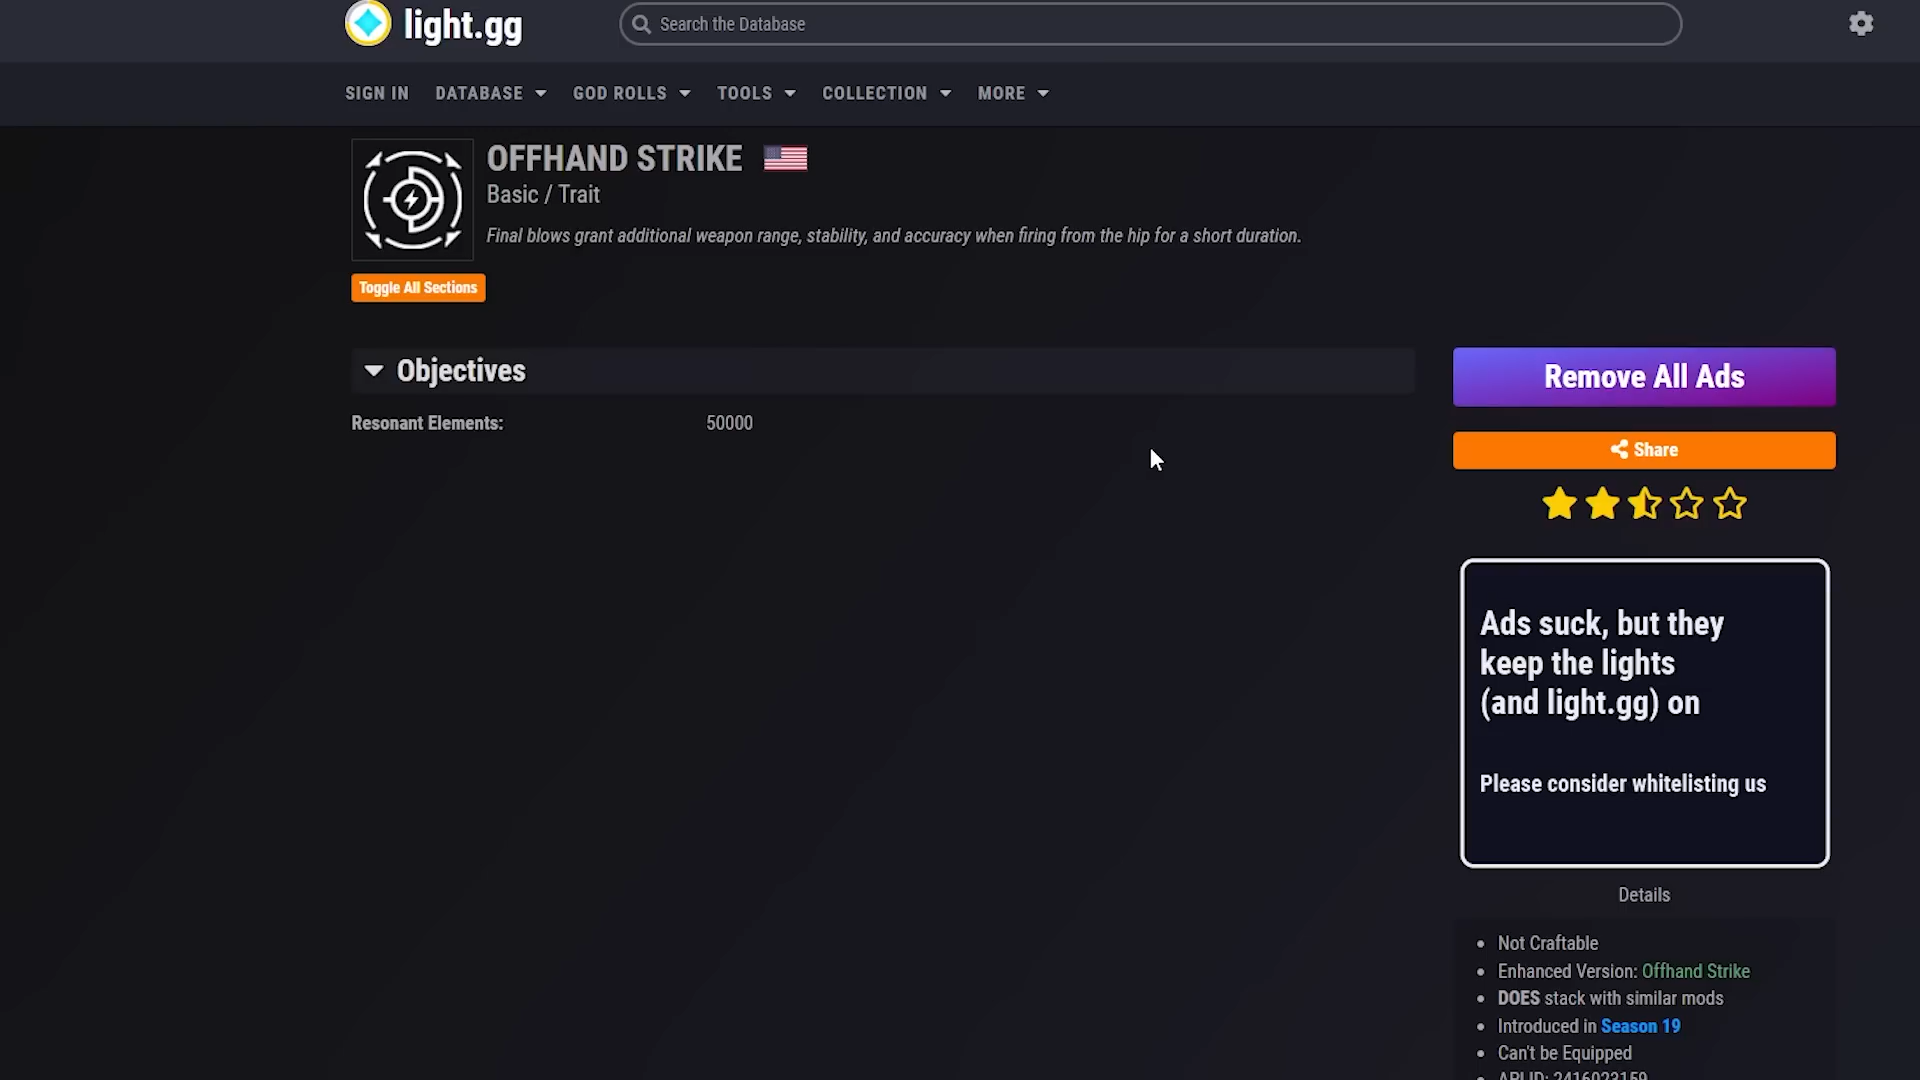 light.gg
Search the Database
SIGN IN DATABASE GOD ROLLS TOOLS COLLECTION MORE
OFFHAND STRIKE
Basic / Trait
Final blows grant additional weapon range, stability, and accuracy when firing from the hip for a short duration.
Toggle All Sections
Objectives
Resonant Elements: 50000
Remove All Ads
Share
Ads suck, but they
keep the lights
(and light.gg) on
Please consider whitelisting us
Details
Not Craftable
Enhanced Version: Offhand Strike
DOES stack with similar mods
Introduced in Season 19
Can't be Equipped
API ID: 2416023159